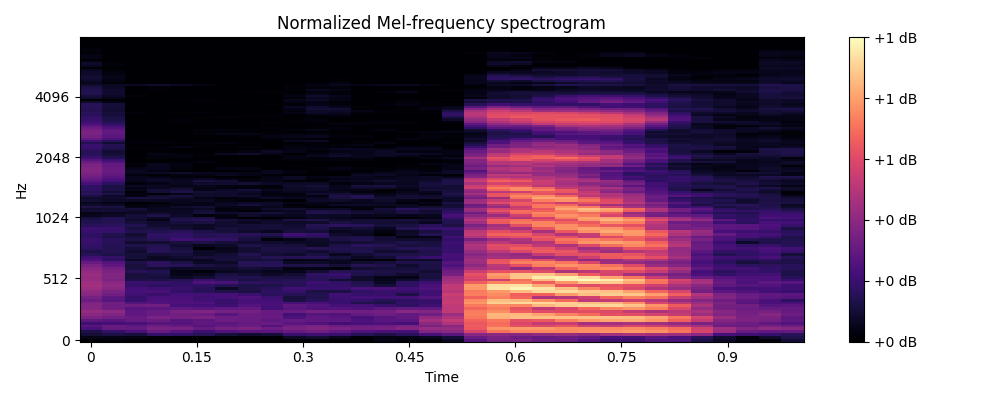 Normalized Mel-frequency spectrogram
Hz
4096
2048
1024
512
0
0 0.15 0.3 0.45 0.6 0.75 0.9
Time
+1 dB
+1 dB
+1 dB
+0 dB
+0 dB
+0 dB